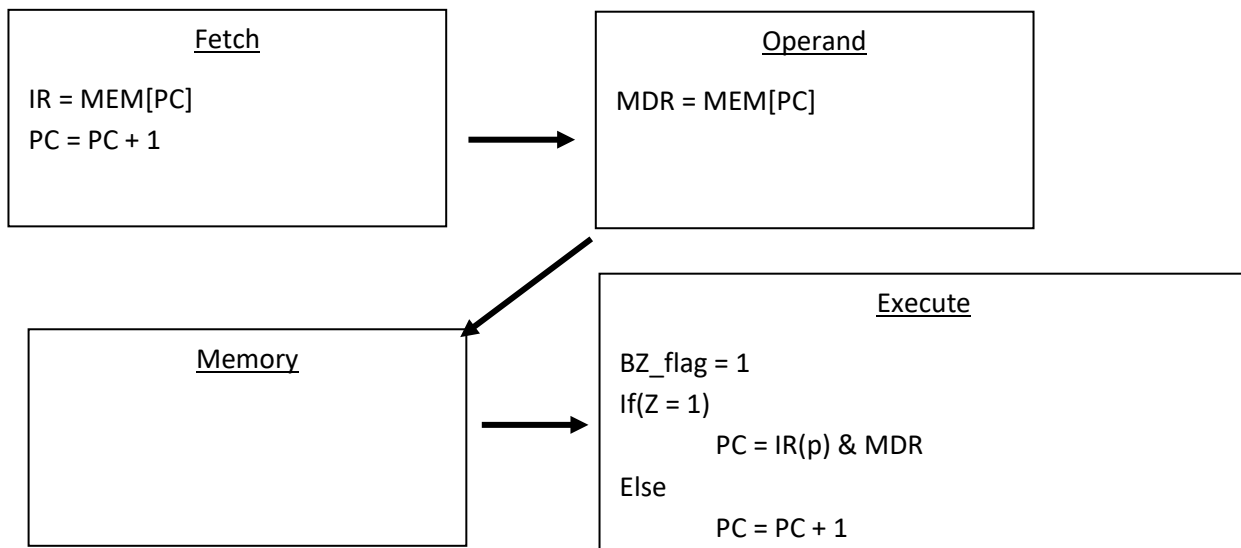 Fetch
IR = MEM[PC]
PC = PC + 1
Operand
MDR = MEM[PC]
Memory
Execute
BZ_flag = 1
If(Z = 1)
PC = IR(p) & MDR
Else
PC = PC + 1